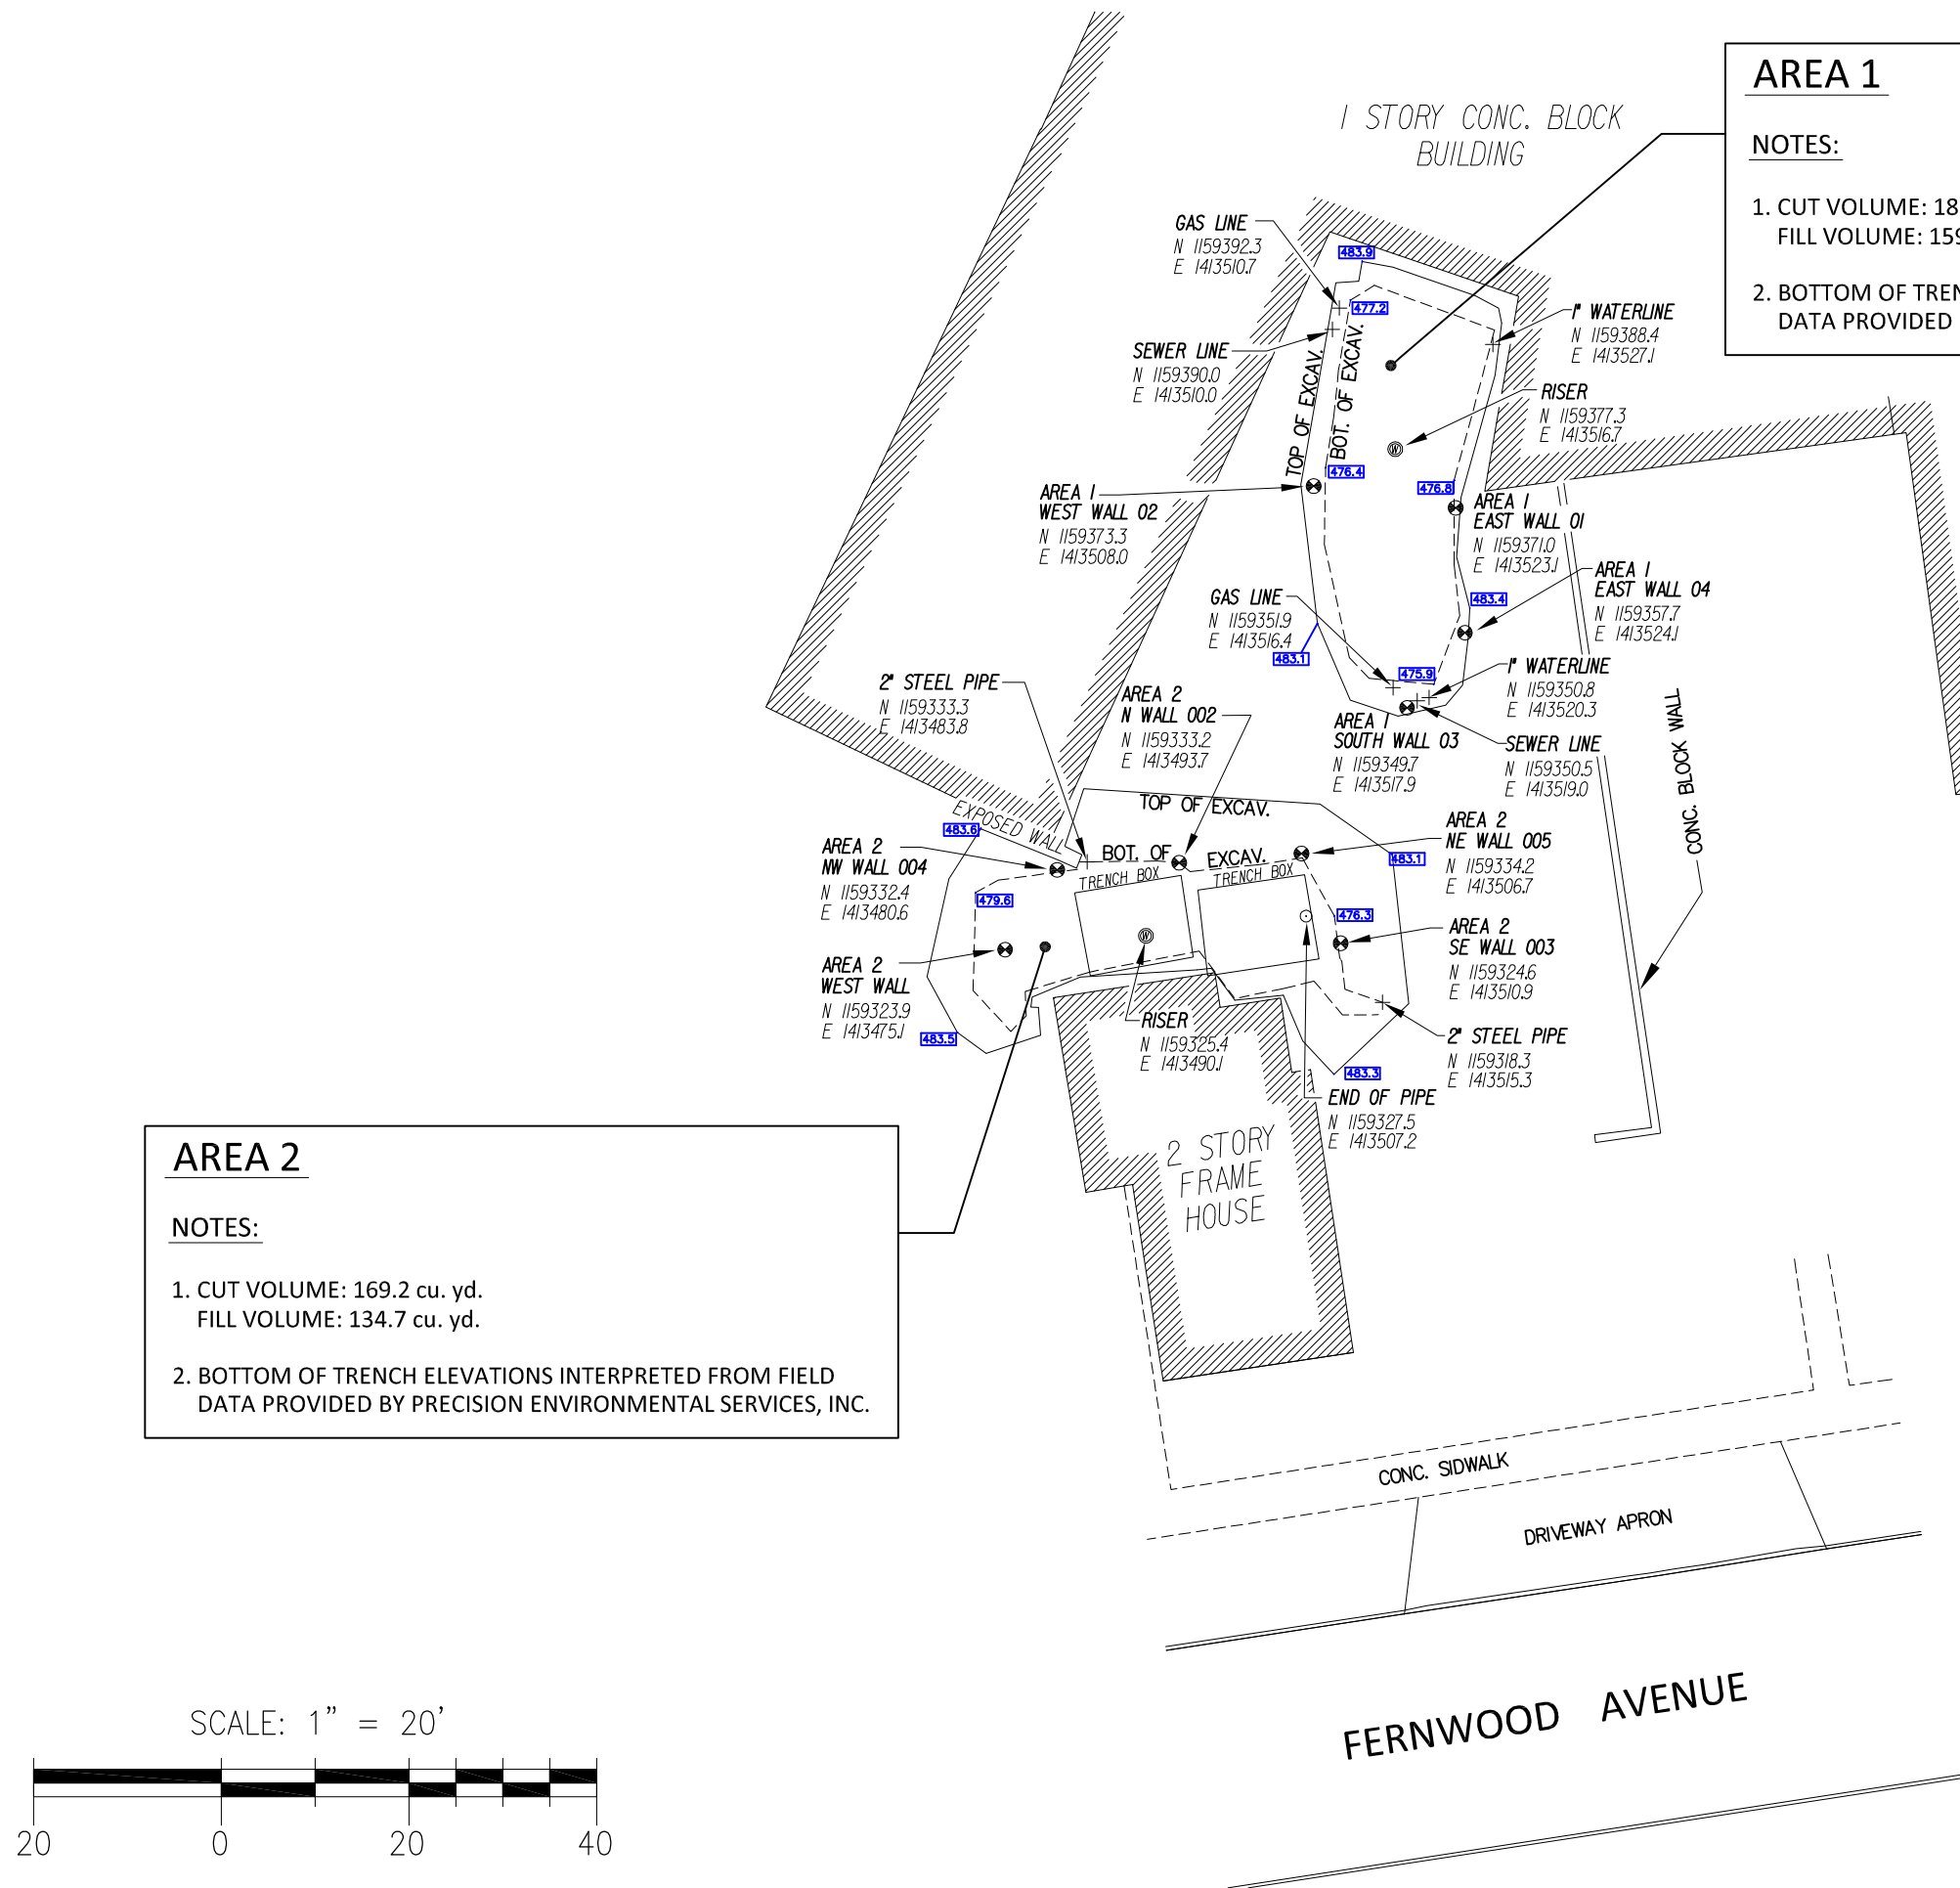 AREA 1
NOTES:
1. CUT VOLUME: 18
FILL VOLUME: 159
2. BOTTOM OF TREN
DATA PROVIDED
1 STORY CONC. BLOCK
BUILDING
GAS LINE
N 1159392.3
E 1413510.7
483.9
477.2
1" WATERLINE
N 1159388.4
E 1413527.1
SEWER LINE
N 1159390.0
E 1413510.0
TOP OF EXCAV.
BOT. OF EXCAV.
RISER
N 1159377.3
E 1413516.7
W
476.4
476.8
AREA 1
WEST WALL 02
N 1159373.3
E 1413508.0
AREA 1
EAST WALL 01
N 1159371.0
E 1413523.1
AREA 1
EAST WALL 04
N 1159357.7
E 1413524.1
483.4
GAS LINE
N 1159351.9
E 1413516.4
483.1
475.9
1" WATERLINE
N 1159350.8
E 1413520.3
2" STEEL PIPE
N 1159333.3
E 1413483.8
AREA 2
N WALL 002
N 1159333.2
E 1413493.7
AREA 1
SOUTH WALL 03
N 1159349.7
E 1413517.9
SEWER LINE
N 1159350.5
E 1413519.0
CONC. BLOCK WALL
EXPOSED WALL
TOP OF EXCAV.
483.6
BOT. OF EXCAV.
TRENCH BOX
TRENCH BOX
483.1
AREA 2
NW WALL 004
N 1159332.4
E 1413480.6
AREA 2
NE WALL 005
N 1159334.2
E 1413506.7
479.6
476.3
W
AREA 2
SE WALL 003
N 1159324.6
E 1413510.9
AREA 2
WEST WALL
N 1159323.9
E 1413475.1
483.5
RISER
N 1159325.4
E 1413490.1
2" STEEL PIPE
N 1159318.3
E 1413515.3
483.3
END OF PIPE
N 1159327.5
E 1413507.2
2 STORY
FRAME
HOUSE
AREA 2
NOTES:
1. CUT VOLUME: 169.2 cu. yd.
FILL VOLUME: 134.7 cu. yd.
2. BOTTOM OF TRENCH ELEVATIONS INTERPRETED FROM FIELD
DATA PROVIDED BY PRECISION ENVIRONMENTAL SERVICES, INC.
CONC. SIDWALK
DRIVEWAY APRON
FERNWOOD AVENUE
SCALE: 1" = 20'
20 0 20 40